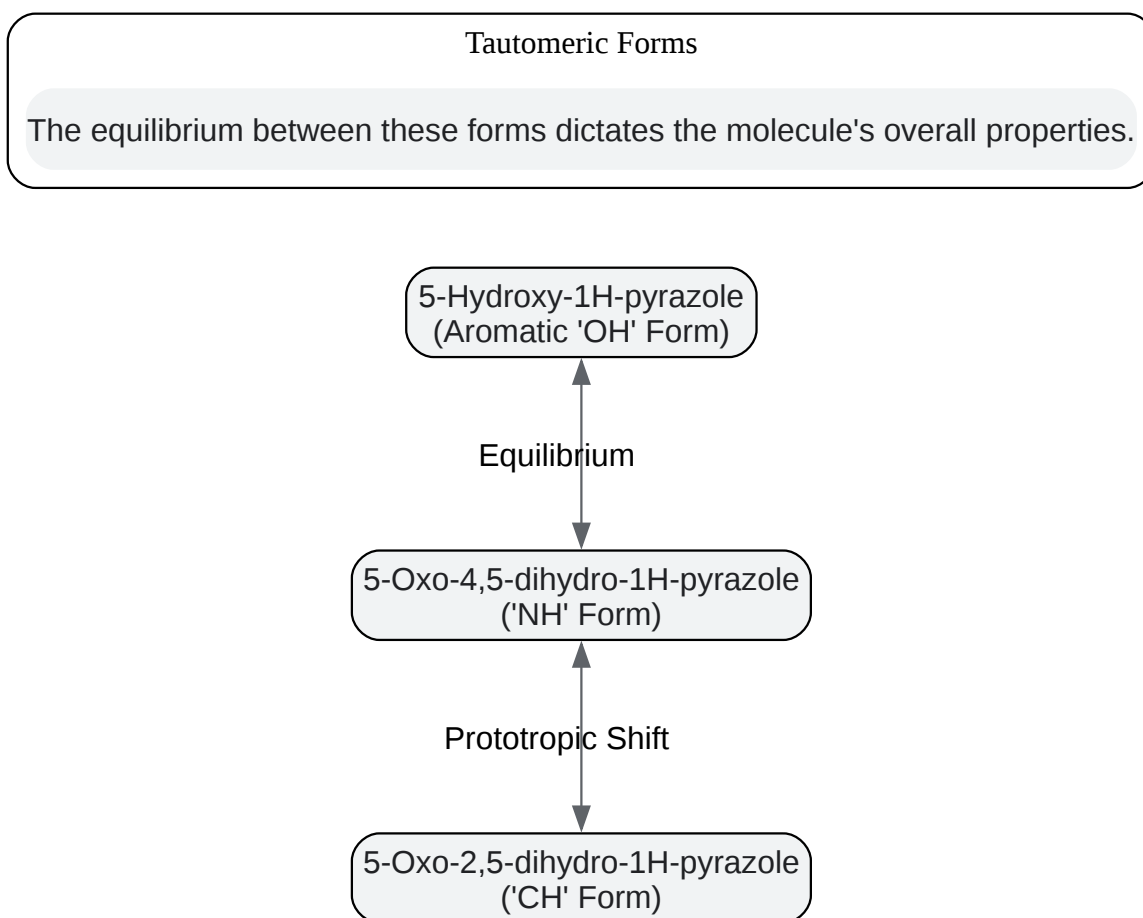 Tautomeric Forms
The equilibrium between these forms dictates the molecule's overall properties.
5-Hydroxy-1H-pyrazole
(Aromatic 'OH' Form)
Equilibrium
5-Oxo-4,5-dihydro-1H-pyrazole
('NH' Form)
Prototropic Shift
5-Oxo-2,5-dihydro-1H-pyrazole
('CH' Form)